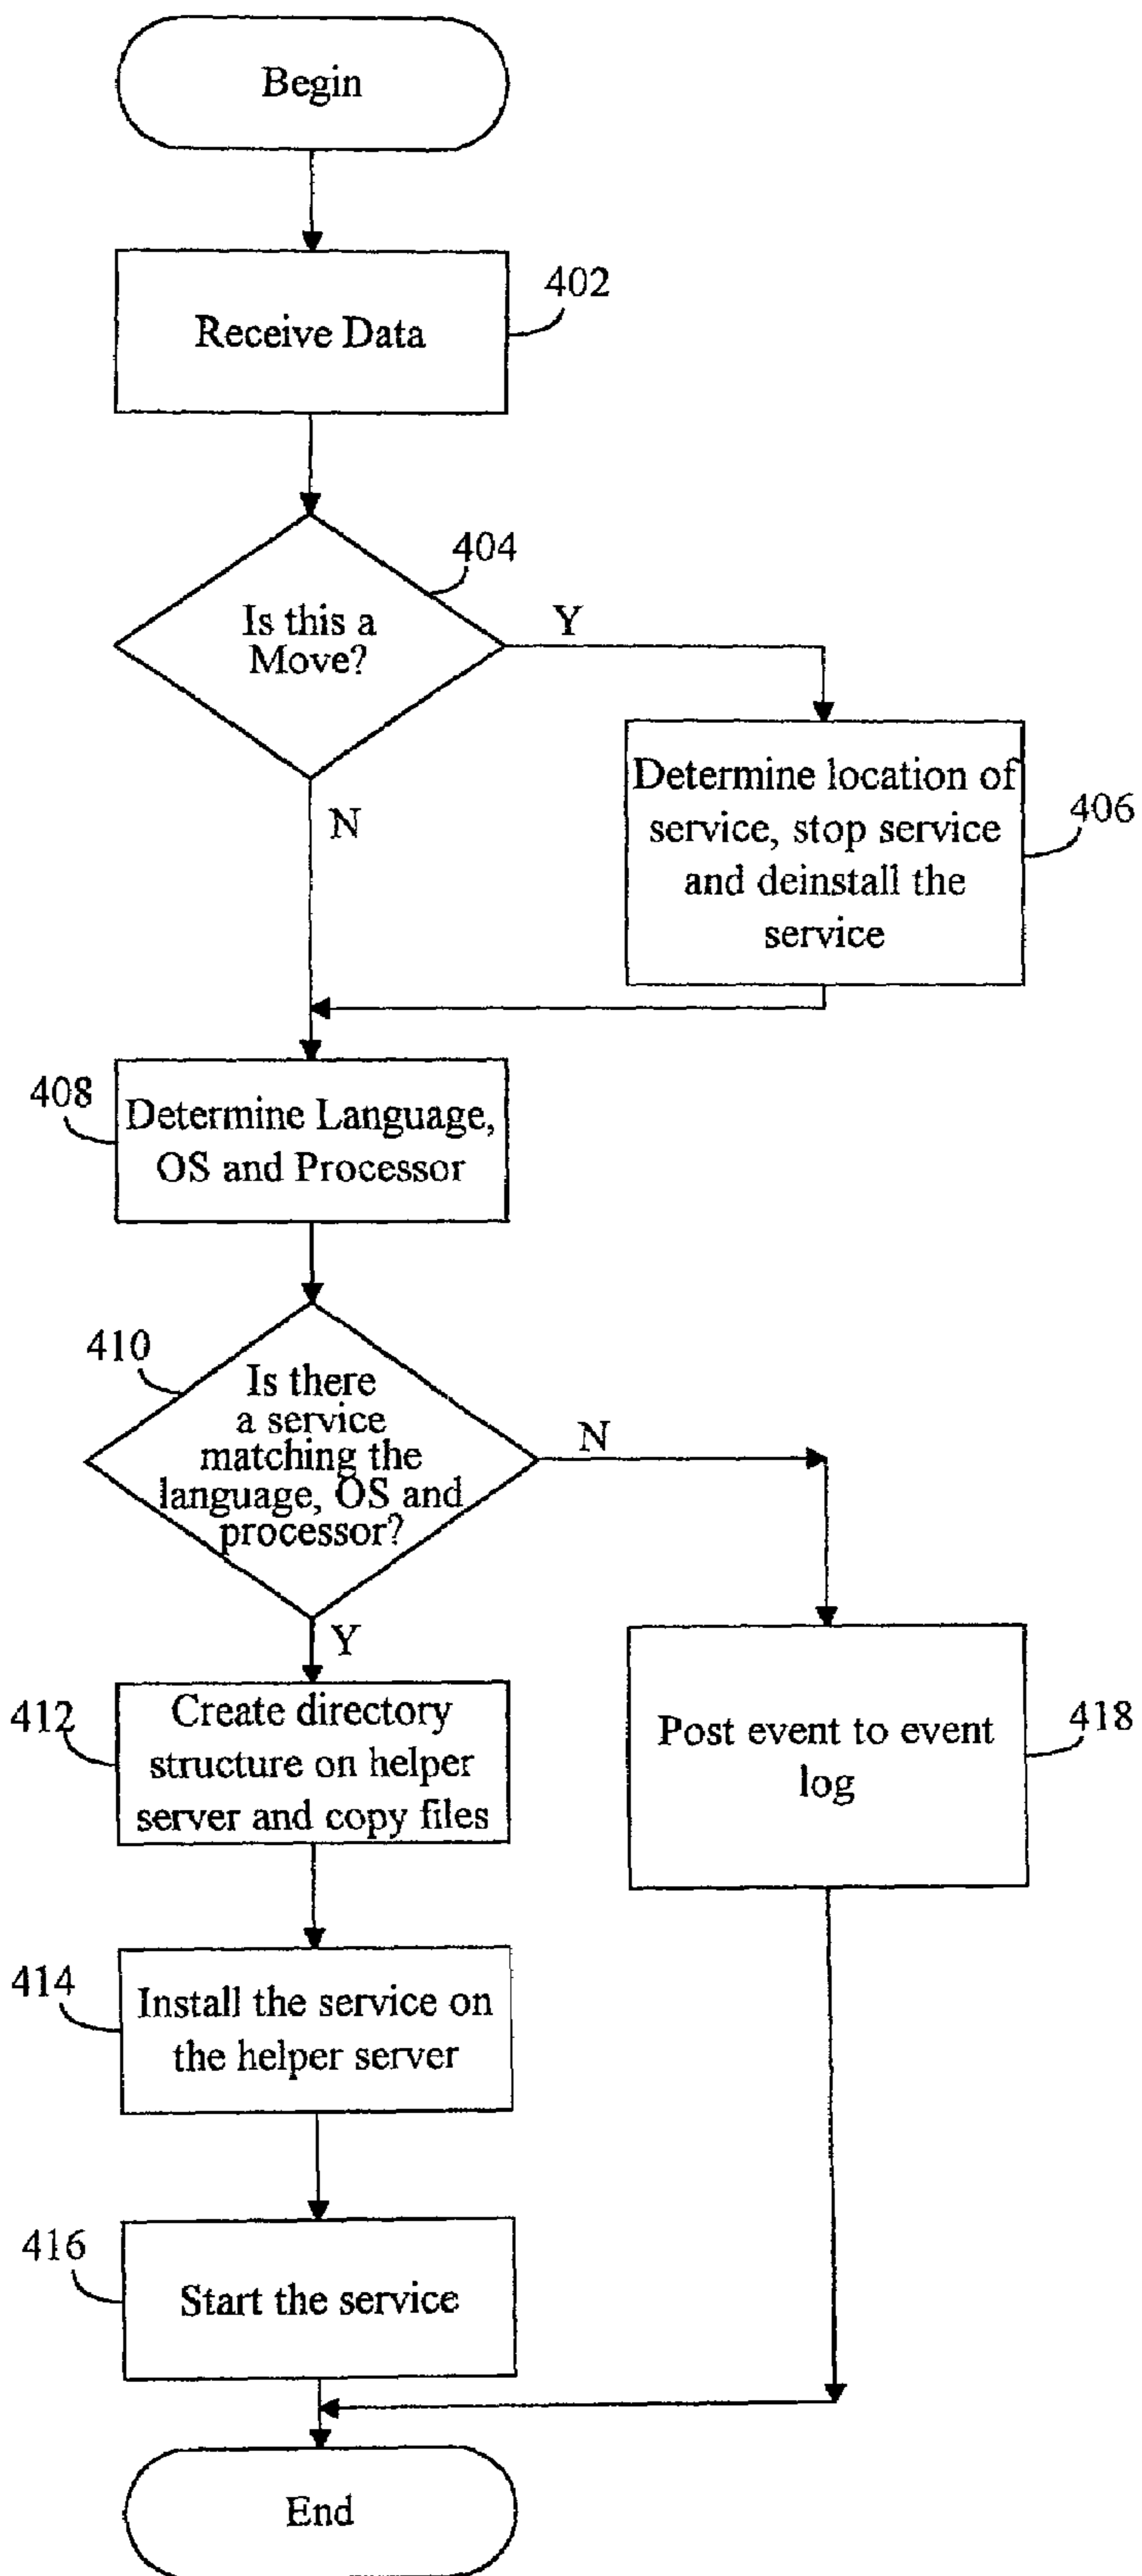 Begin
402
Receive Data
404
Is this a
Move?
Y
N
Determine location of
service, stop service
and deinstall the
service
406
408
Determine Language,
OS and Processor
410
Is there
a service
matching the
language, OS and
processor?
N
Y
412
Create directory
structure on helper
server and copy files
Post event to event
log
418
414
Install the service on
the helper server
416
Start the service
End